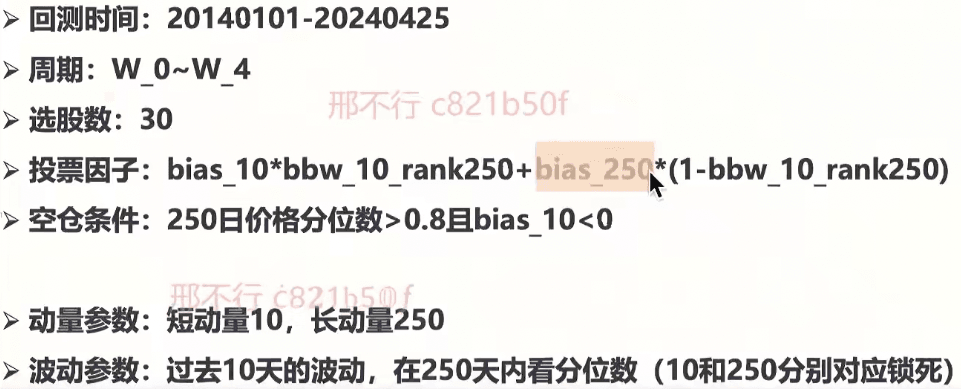 ➢ 回测时间：20140101-20240425
➢ 周期：W_0~W_4
邢不行 c821b50f
➢ 选股数：30
➢ 投票因子：bias_10*bbw_10_rank250+bias_250*(1-bbw_10_rank250)
➢ 空仓条件：250日价格分位数>0.8且bias_10<0
邢不行 c821b50f
➢ 动量参数：短动量10，长动量250
➢ 波动参数：过去10天的波动，在250天内看分位数（10和250分别对应锁死）